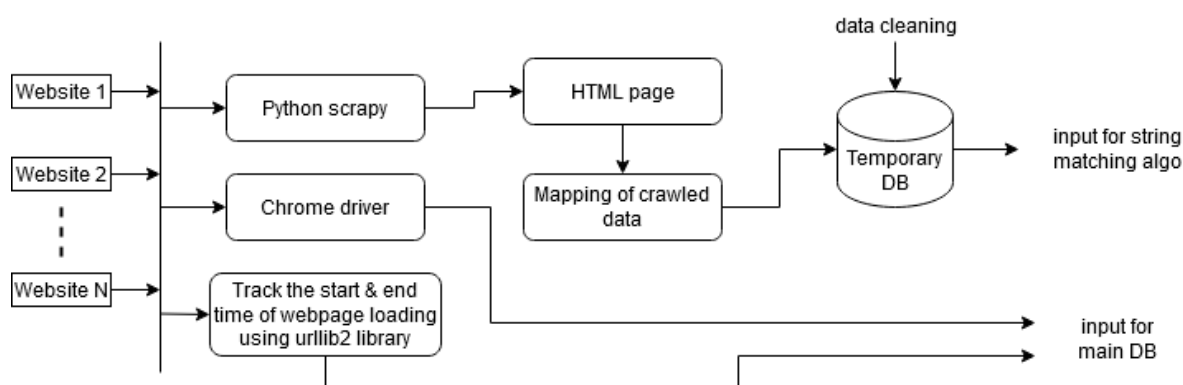 data cleaning
Website 1
Python scrapy
HTML page
Temporary
DB
input for string
matching algo
Website 2
Chrome driver
Mapping of crawled
data
Website N
Track the start & end
time of webpage loading
using urllib2 library
input for
main DB